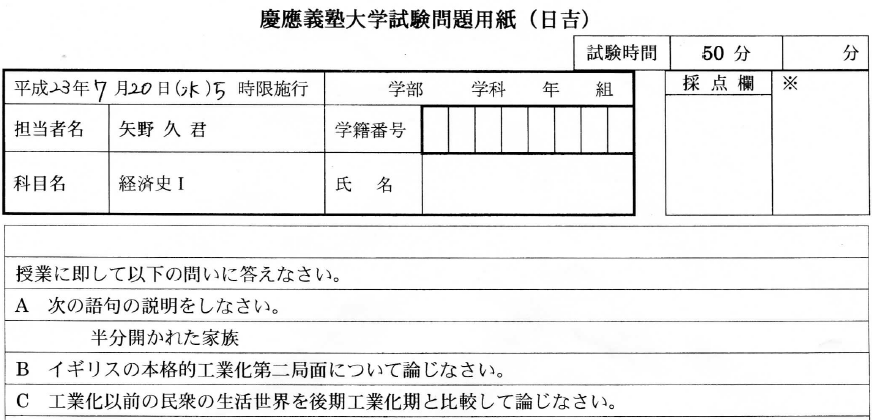 慶應義塾大学試験問題用紙（日吉）
試験時間 50 分 分
平成23年7月20日(水)5 時限施行 学部 学科 年 組 採点欄 ※
担当者名 矢野 久 君 学籍番号
科目名 経済史 I 氏 名
授業に即して以下の問いに答えなさい。
A 次の語句の説明をしなさい。
半分開かれた家族
B イギリスの本格的工業化第二局面について論じなさい。
C 工業化以前の民衆の生活世界を後期工業化期と比較して論じなさい。